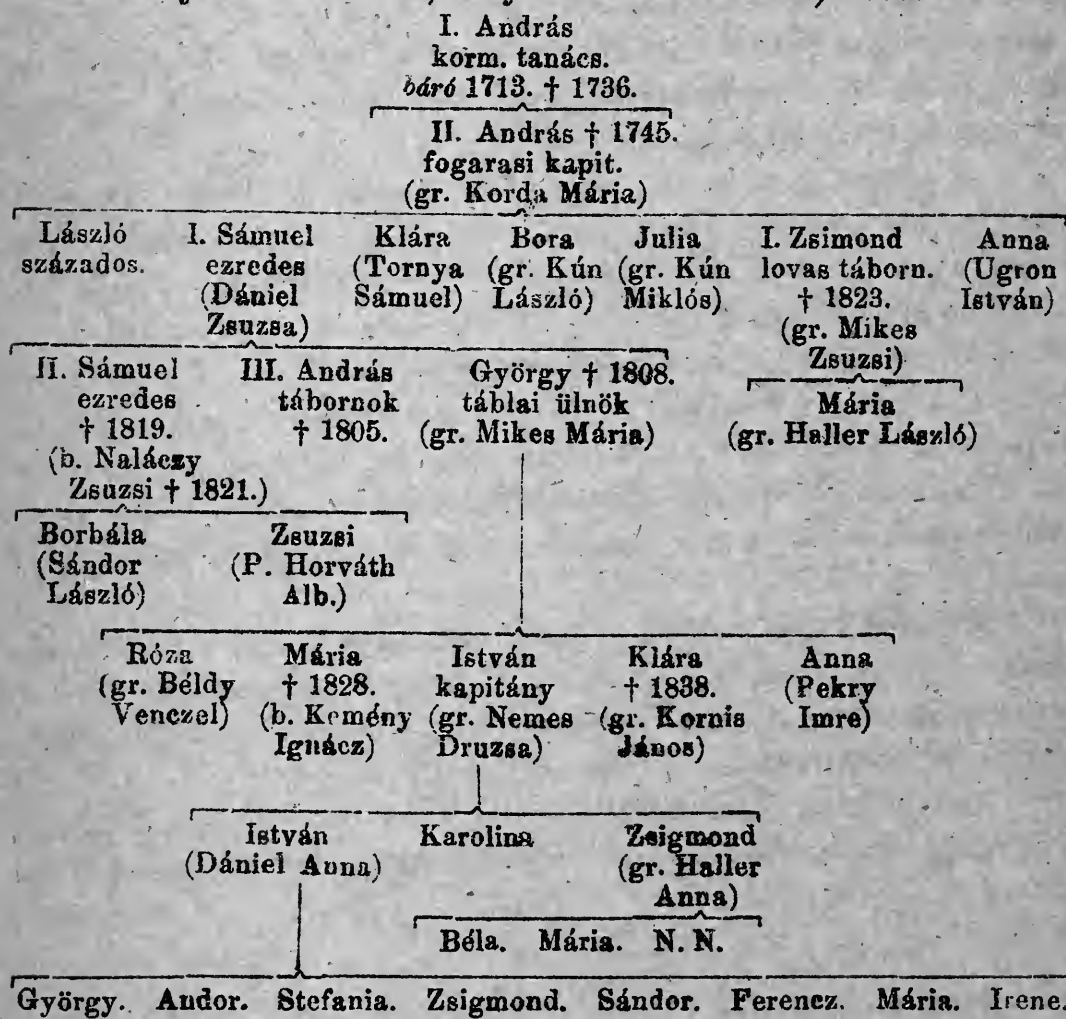 I. András
korm. tanács.
báró 1713. † 1736.
II. András † 1745.
fogarasi kapit.
(gr. Korda Mária)
László I. Sámuel Klára Bora Julia I. Zsimond Anna
százados. ezredes (Tornya (gr. Kún (gr. Kún lovas táborn. (Ugron
(Dániel Sámuel) László) Miklós) † 1823. István)
Zsuzsa) (gr. Mikes
Zsuzsi)
II. Sámuel III. András György † 1808.
ezredes tábornok táblai ülnök Mária
† 1819. † 1805. (gr. Mikes Mária) (gr. Haller László)
(b. Naláczy
Zsuzsi † 1821.)
Borbála Zsuzsi
(Sándor (P. Horváth
László) Alb.)
Róza Mária István Klára Anna
(gr. Béldy † 1828. kapitány † 1838. (Pekry
Venczel) (b. Kemény (gr. Nemes (gr. Kornis Imre)
Ignácz) Druzsa) János)
István Karolina Zsigmond
(Dániel Anna) (gr. Haller
Anna)
Béla. Mária. N. N.
György. Andor. Stefania. Zsigmond. Sándor. Ferencz. Mária. Irene.